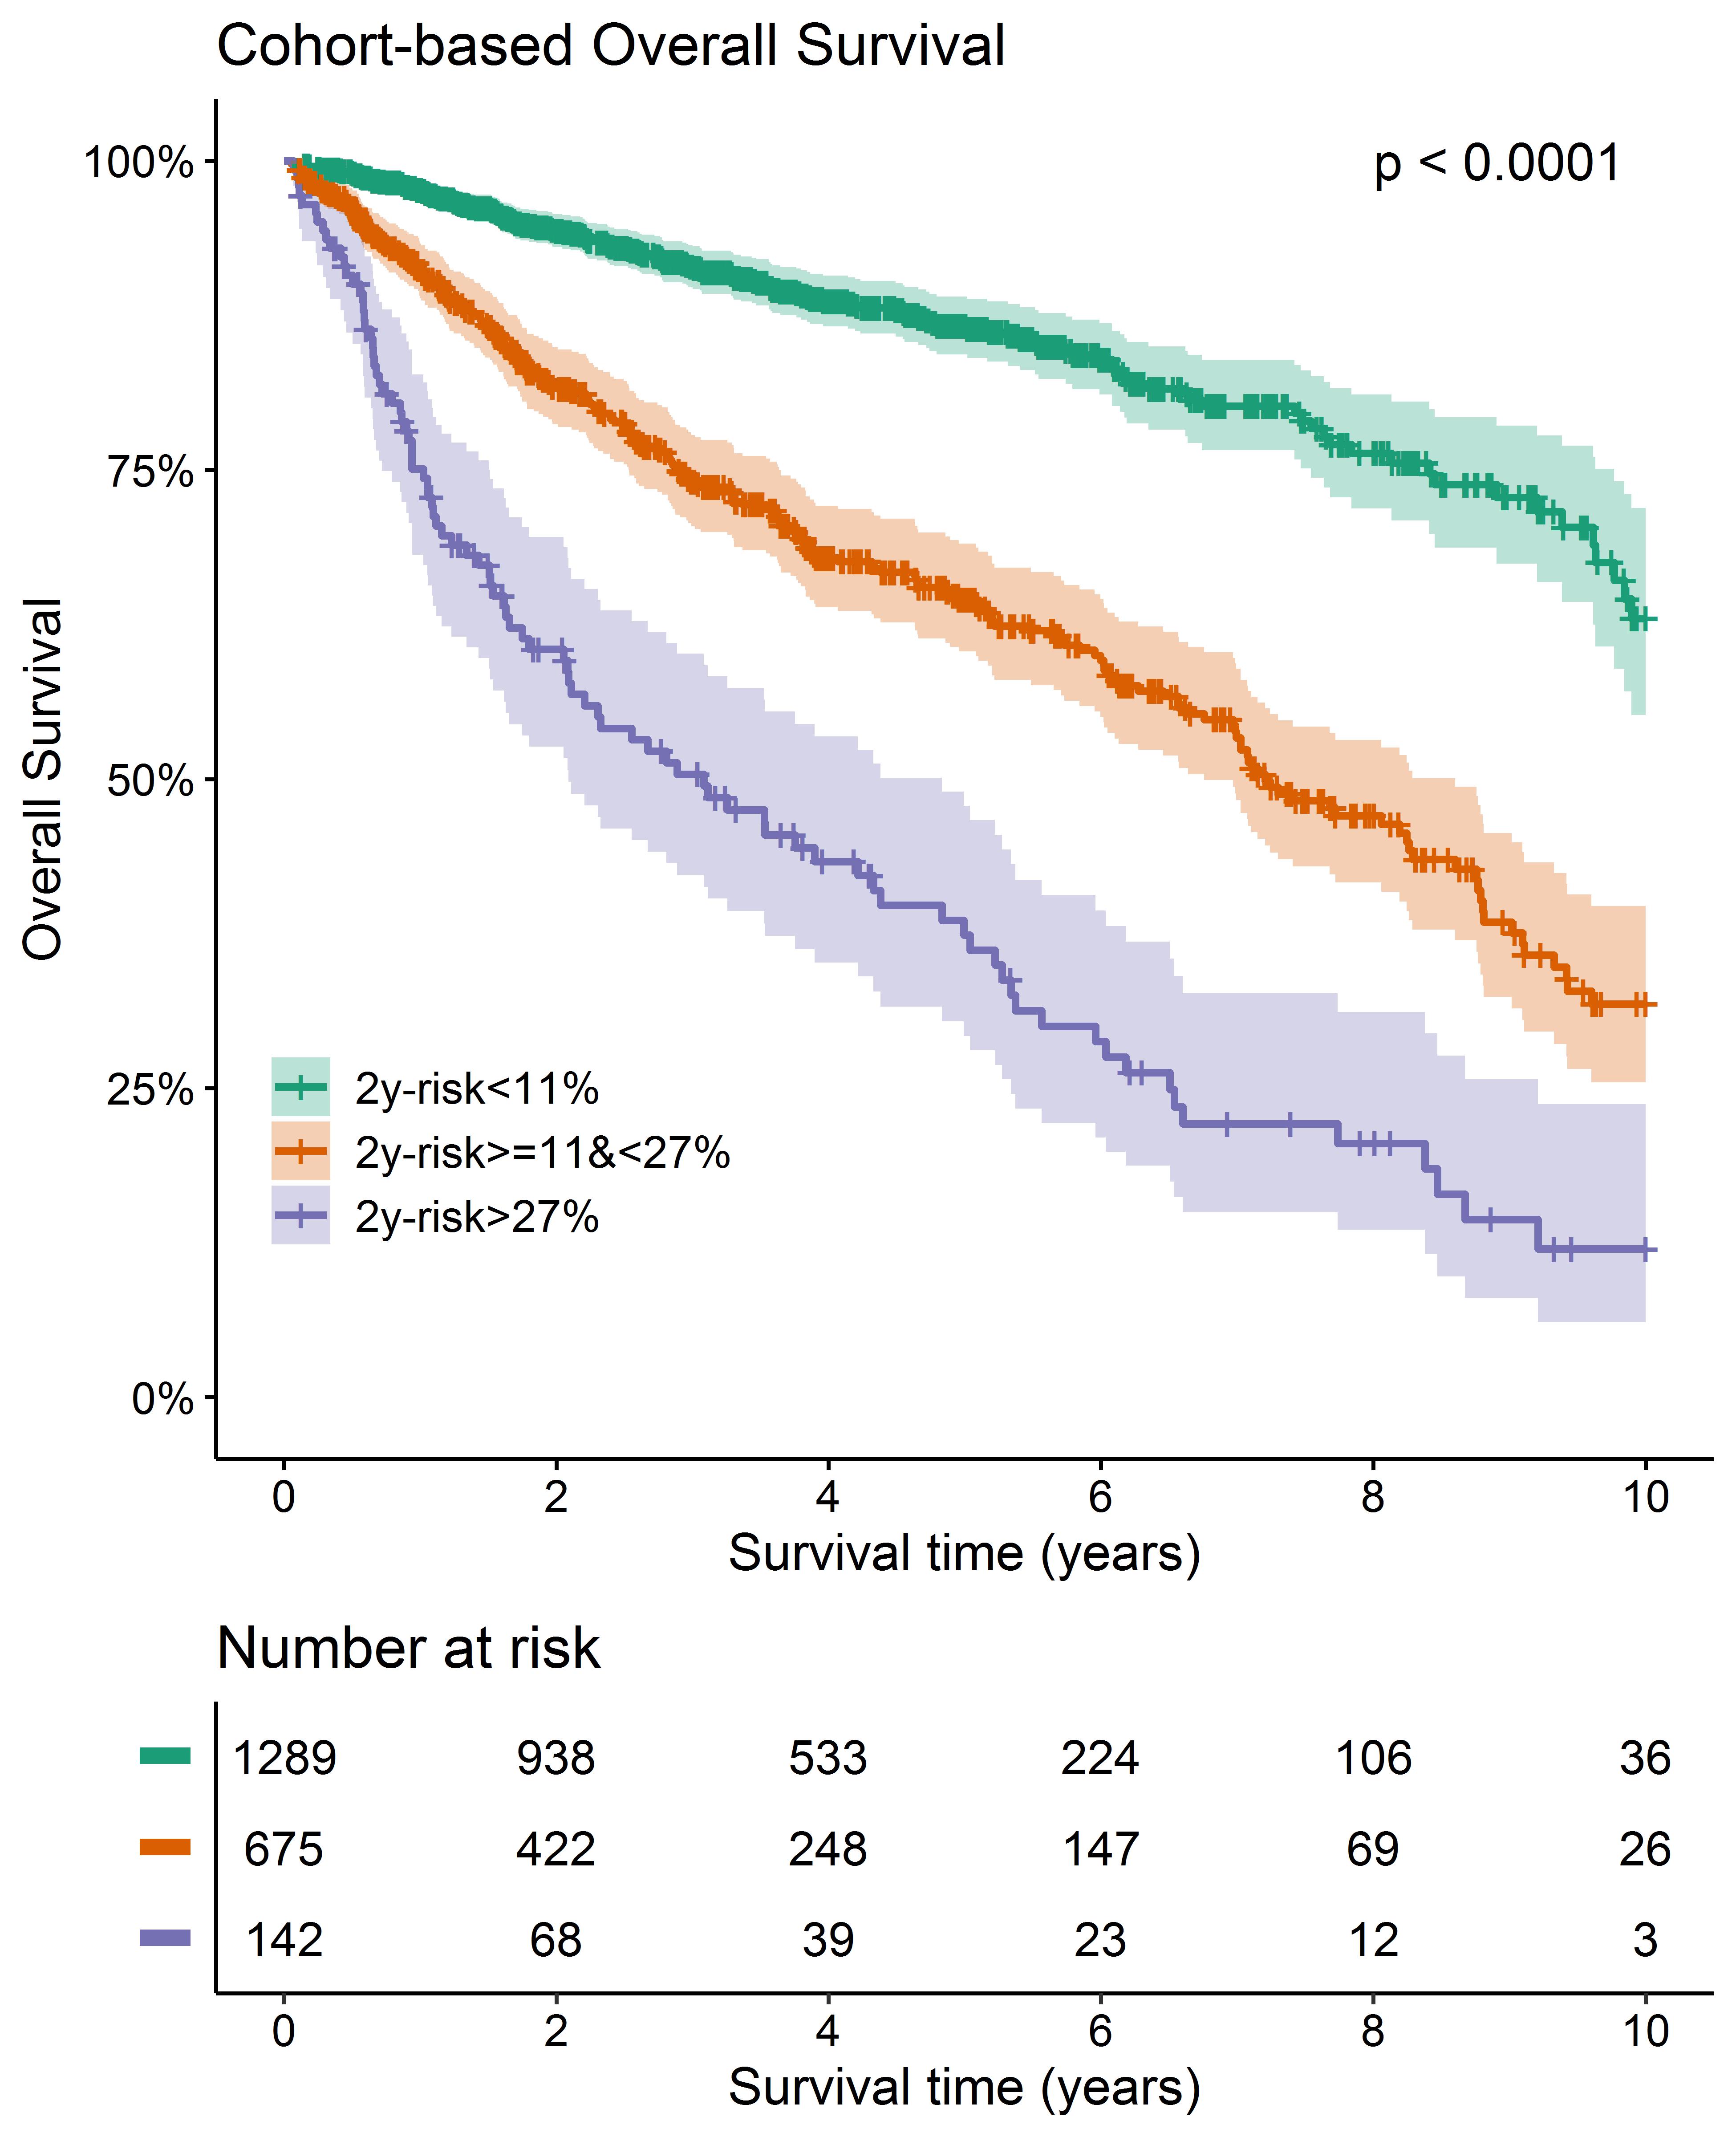 Cohort-based Overall Survival
p < 0.0001
100%
75%
50%
25%
0%
Overall Survival
2y-risk<11%
2y-risk>=11&<27%
2y-risk>27%
0 2 4 6 8 10
Survival time (years)
Number at risk
1289 938 533 224 106 36
675 422 248 147 69 26
142 68 39 23 12 3
0 2 4 6 8 10
Survival time (years)